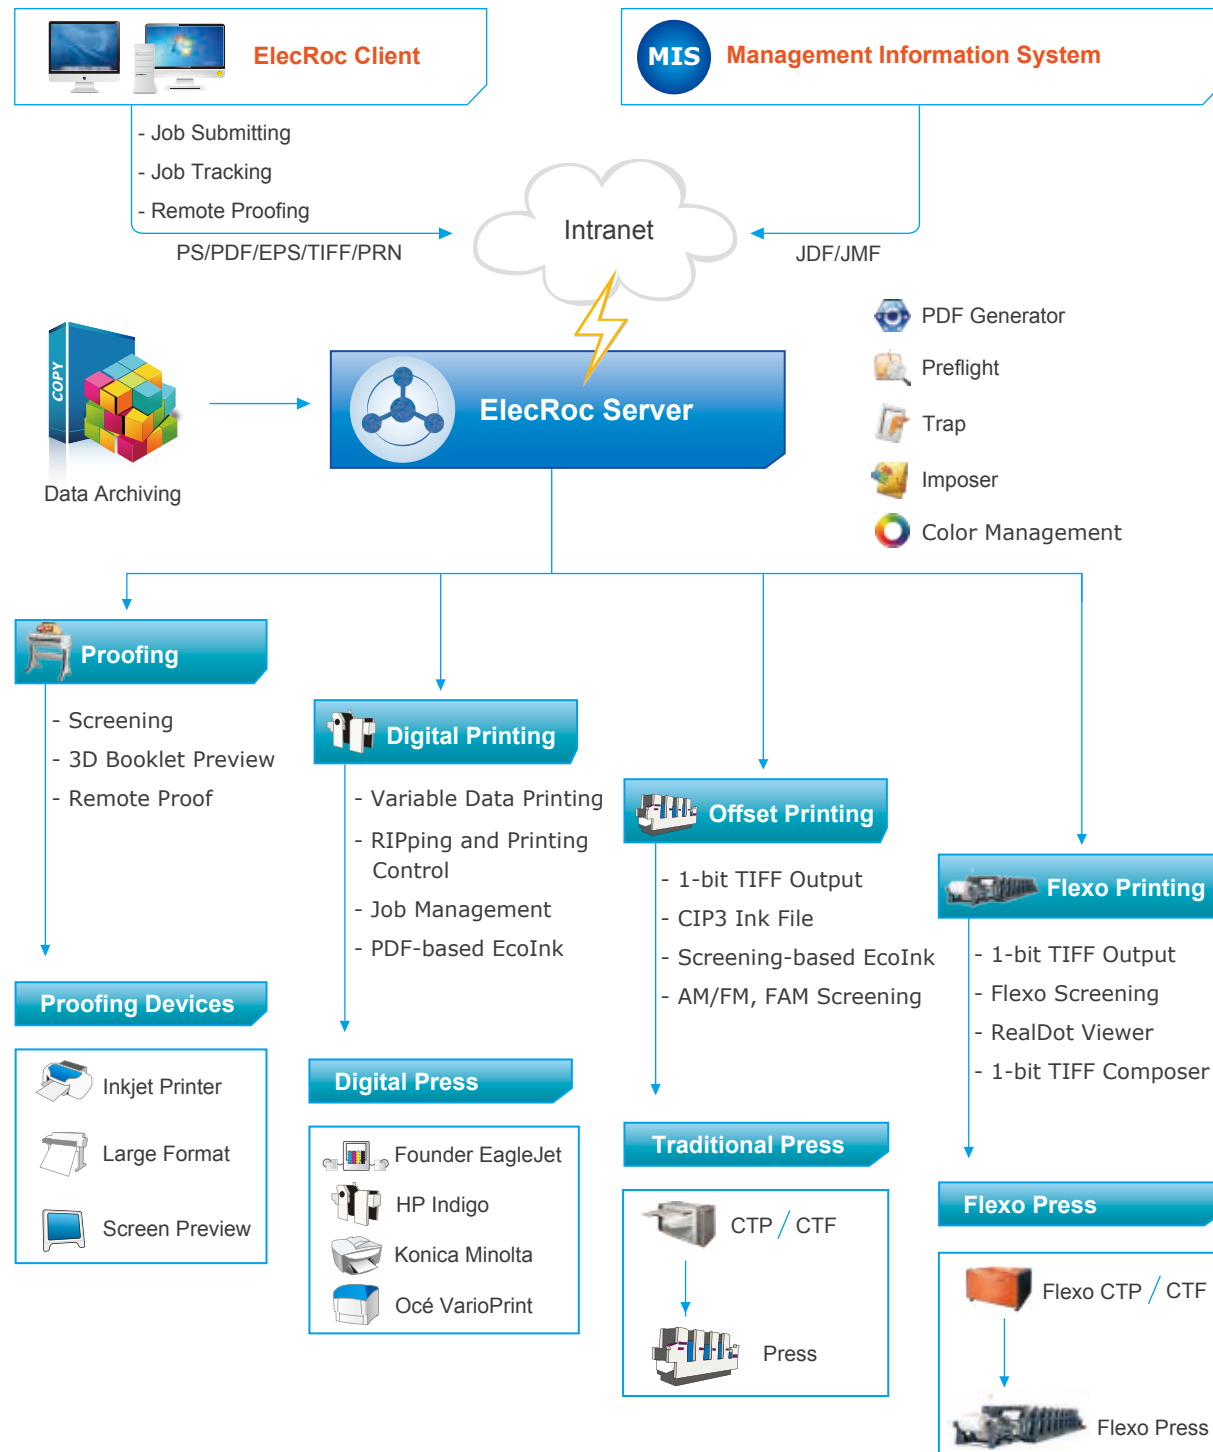 ElecRoc Client
MIS
Management Information System
- Job Submitting
- Job Tracking
- Remote Proofing
PS/PDF/EPS/TIFF/PRN
Intranet
JDF/JMF
COPY
Data Archiving
ElecRoc Server
PDF Generator
Preflight
Trap
Imposer
Color Management
Proofing
- Screening
- 3D Booklet Preview
- Remote Proof
Proofing Devices
Inkjet Printer
Large Format
Screen Preview
Digital Printing
- Variable Data Printing
- RIPping and Printing
Control
- Job Management
- PDF-based EcoInk
Digital Press
Founder EagleJet
HP Indigo
Konica Minolta
Océ VarioPrint
Offset Printing
- 1-bit TIFF Output
- CIP3 Ink File
- Screening-based EcoInk
- AM/FM, FAM Screening
Traditional Press
CTP / CTF
Press
Flexo Printing
- 1-bit TIFF Output
- Flexo Screening
- RealDot Viewer
- 1-bit TIFF Composer
Flexo Press
Flexo CTP / CTF
Flexo Press